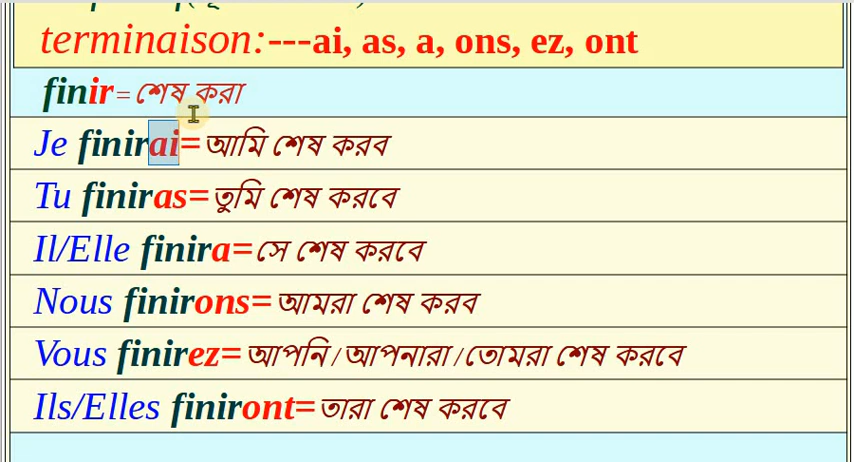 terminaison:---ai, as, a, ons, ez, ont
finir=শেষ করা
Je finirai=আমি শেষ করব
Tu finiras=তুমি শেষ করবে
Il/Elle finira=সে শেষ করবে
Nous finirons=আমরা শেষ করব
Vous finirez=আপনি/আপনারা/তোমরা শেষ করবে
Ils/Elles finiront=তারা শেষ করবে